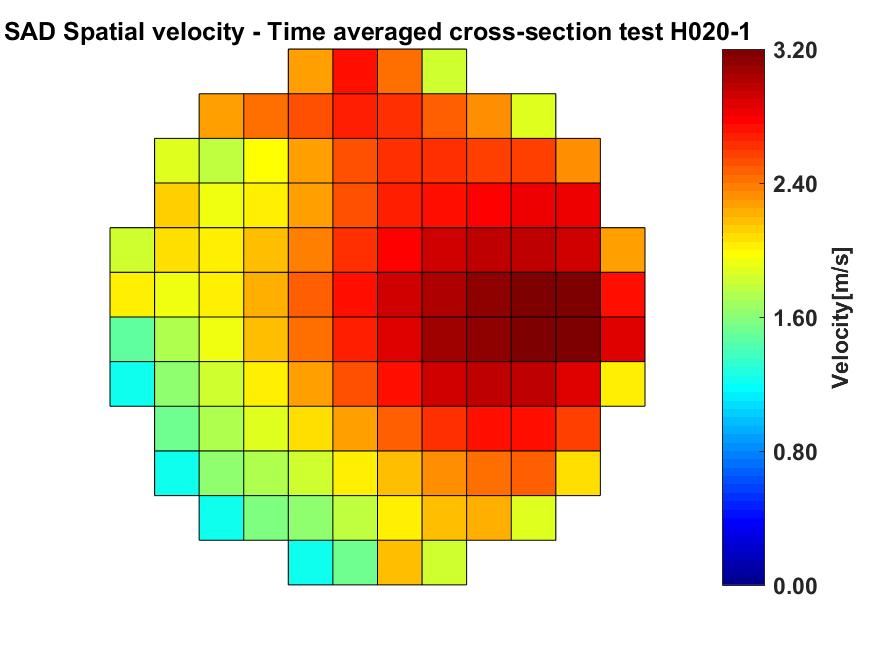 SAD Spatial velocity - Time averaged cross-section test H020-1
3.20
2.40
1.60
0.80
0.00
Velocity[m/s]